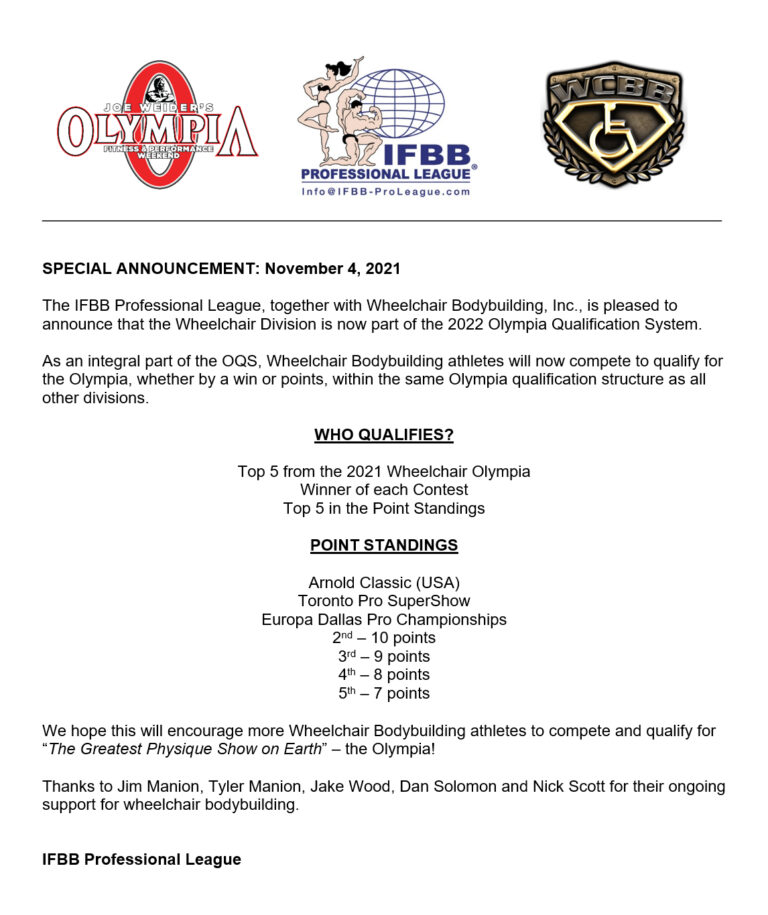 JOE WEIDER'S
OLYMPIA
FITNESS & PERFORMANCE
WEEKEND
IFBB
PROFESSIONAL LEAGUE®
Info@IFBB-ProLeague.com
WCBB
SPECIAL ANNOUNCEMENT: November 4, 2021
The IFBB Professional League, together with Wheelchair Bodybuilding, Inc., is pleased to
announce that the Wheelchair Division is now part of the 2022 Olympia Qualification System.
As an integral part of the OQS, Wheelchair Bodybuilding athletes will now compete to qualify for
the Olympia, whether by a win or points, within the same Olympia qualification structure as all
other divisions.
WHO QUALIFIES?
Top 5 from the 2021 Wheelchair Olympia
Winner of each Contest
Top 5 in the Point Standings
POINT STANDINGS
Arnold Classic (USA)
Toronto Pro SuperShow
Europa Dallas Pro Championships
2nd – 10 points
3rd – 9 points
4th – 8 points
5th – 7 points
We hope this will encourage more Wheelchair Bodybuilding athletes to compete and qualify for
“The Greatest Physique Show on Earth” – the Olympia!
Thanks to Jim Manion, Tyler Manion, Jake Wood, Dan Solomon and Nick Scott for their ongoing
support for wheelchair bodybuilding.
IFBB Professional League